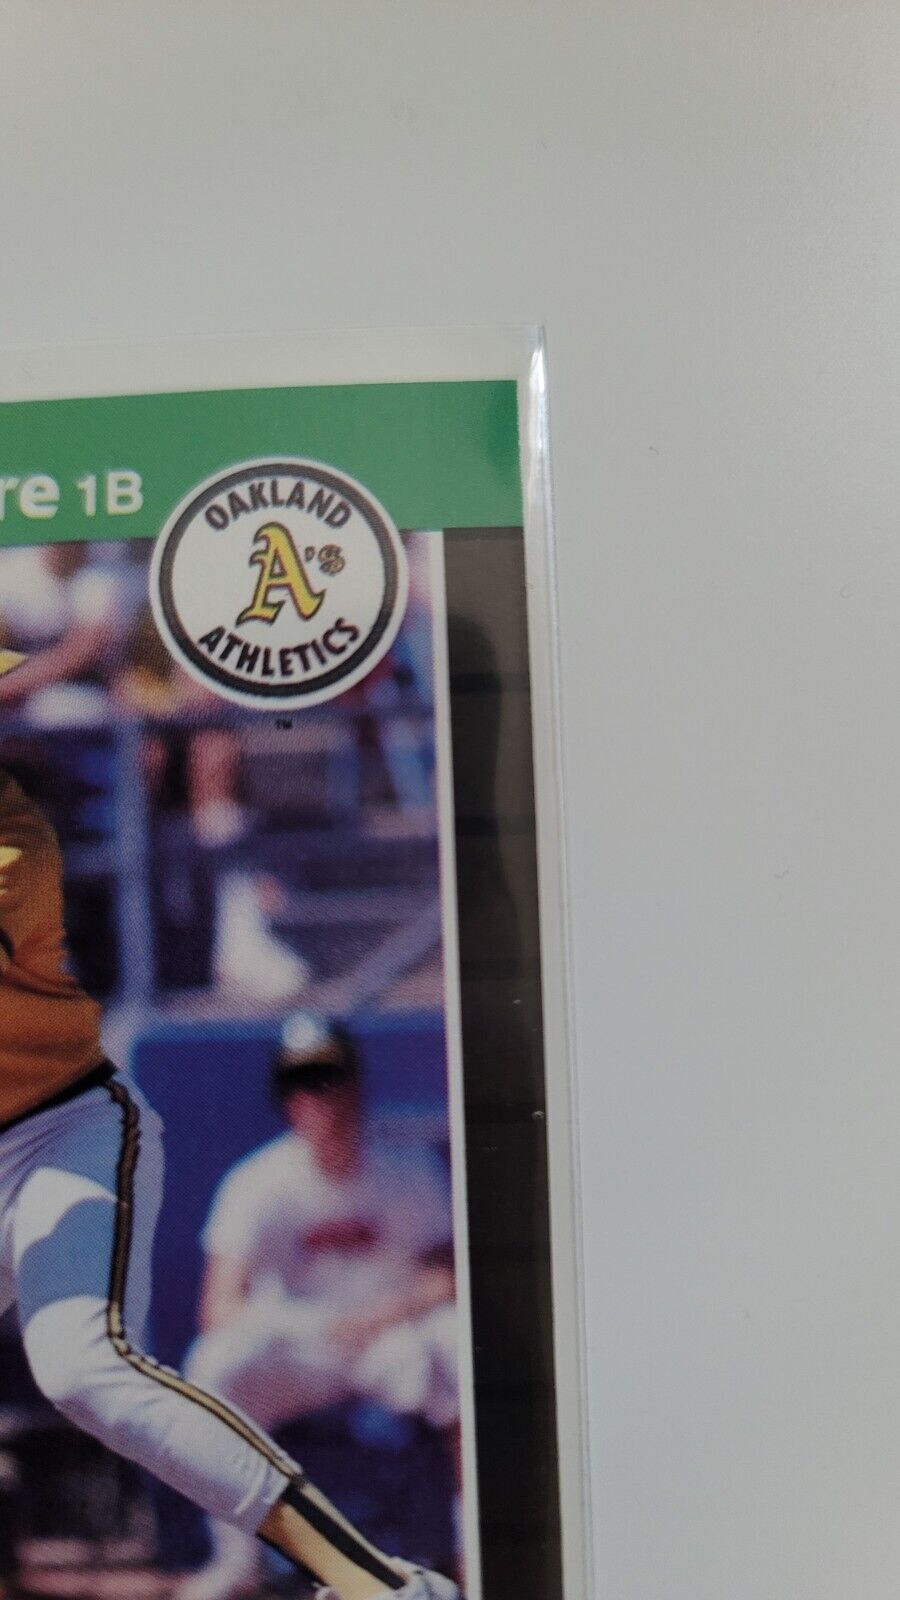 re 1B
OAKLAND
A's
ATHLETICS
TM